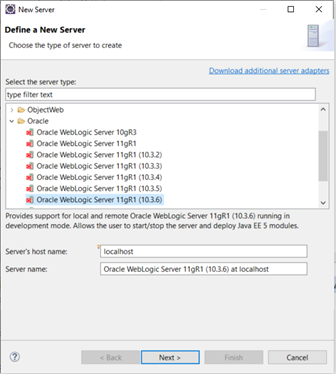 New Server
Define a New Server
Choose the type of server to create
Download additional server adapters
Select the server type:
type filter text
ObjectWeb
Oracle
Oracle WebLogic Server 10gR3
Oracle WebLogic Server 11gR1
Oracle WebLogic Server 11gR1 (10.3.2)
Oracle WebLogic Server 11gR1 (10.3.3)
Oracle WebLogic Server 11gR1 (10.3.4)
Oracle WebLogic Server 11gR1 (10.3.5)
Oracle WebLogic Server 11gR1 (10.3.6)
Provides support for local and remote Oracle WebLogic Server 11gR1 (10.3.6) running in
development mode. Allows the user to start/stop the server and deploy Java EE 5 modules.
Server's host name: localhost
Server name: Oracle WebLogic Server 11gR1 (10.3.6) at localhost
? < Back Next > Finish Cancel